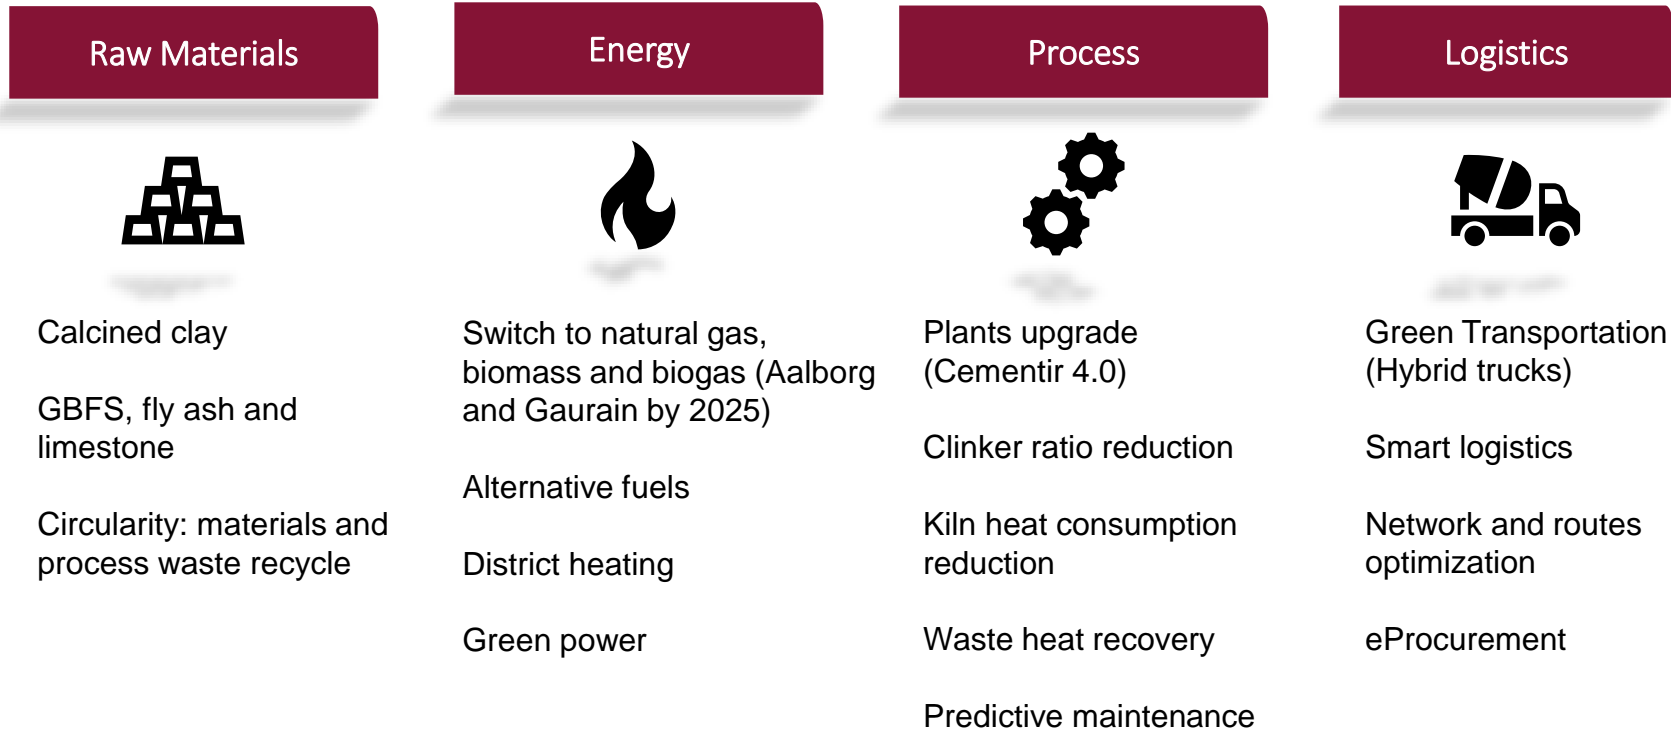 Raw Materials
Energy
Process
Logistics
Calcined clay
GBFS, fly ash and
limestone
Circularity: materials and
process waste recycle
Switch to natural gas,
biomass and biogas (Aalborg
and Gaurain by 2025)
Alternative fuels
District heating
Green power
Plants upgrade
(Cementir 4.0)
Clinker ratio reduction
Kiln heat consumption
reduction
Waste heat recovery
Predictive maintenance
Green Transportation
(Hybrid trucks)
Smart logistics
Network and routes
optimization
eProcurement